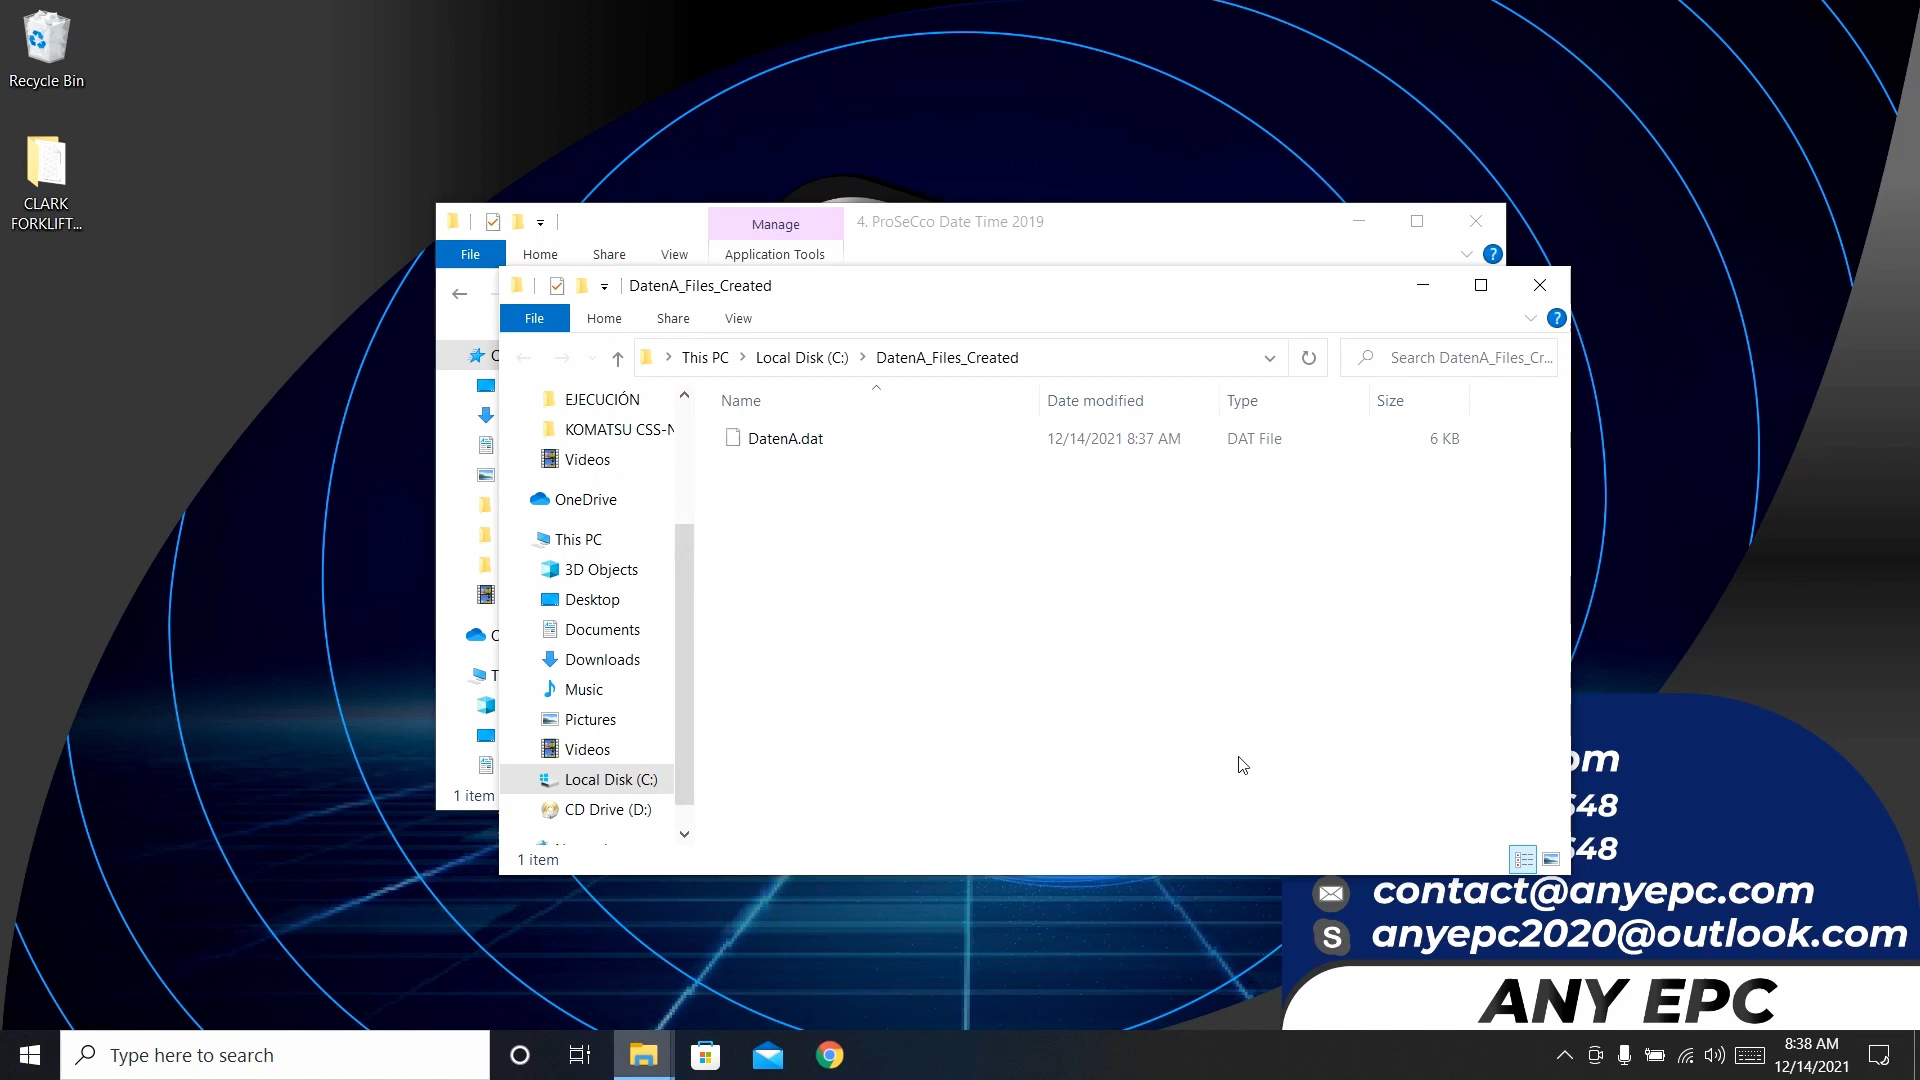 Recycle Bin
CLARK
FORKLIFT...
Manage
4. ProSeCco Date Time 2019
File
Home
Share
View
Application Tools
1 item
DatenA_Files_Created
File
Home
Share
View
This PC
Local Disk (C:)
DatenA_Files_Created
Search DatenA_Files_Cr...
Name
Date modified
Type
Size
DatenA.dat
12/14/2021 8:37 AM
DAT File
6 KB
EJECUCIÓN
KOMATSU CSS-N
Videos
OneDrive
This PC
3D Objects
Desktop
Documents
Downloads
Music
Pictures
Videos
Local Disk (C:)
CD Drive (D:)
1 item
om
648
648
contact@anyepc.com
anyepc2020@outlook.com
ANY EPC
Type here to search
8:38 AM
12/14/2021